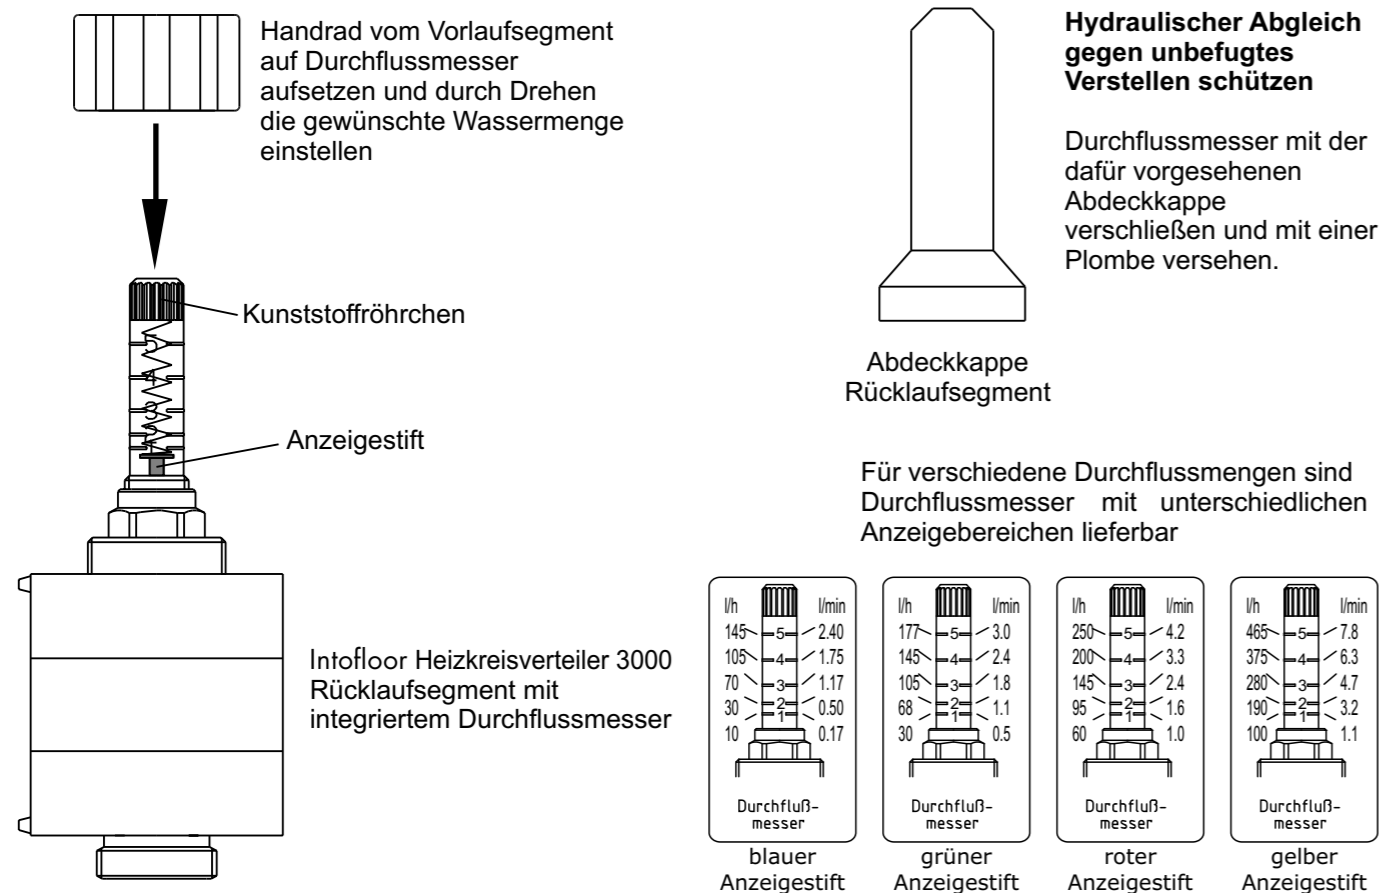 Handrad vom Vorlaufsegment
auf Durchflussmesser
aufsetzen und durch Drehen
die gewünschte Wassermenge
einstellen
Kunststoffröhrchen
5
4
3
Anzeigestift
Intofloor Heizkreisverteiler 3000
Rücklaufsegment mit
integriertem Durchflussmesser
Hydraulischer Abgleich
gegen unbefugtes
Verstellen schützen
Durchflussmesser mit der
dafür vorgesehenen
Abdeckkappe
verschließen und mit einer
Plombe versehen.
Abdeckkappe
Rücklaufsegment
Für verschiedene Durchflussmengen sind
Durchflussmesser mit unterschiedlichen
Anzeigebereichen lieferbar
l/h l/min
145 5 2.40
105 4 1.75
70 3 1.17
30 2 0.50
10 1 0.17
Durchfluß-
messer
blauer
Anzeigestift
l/h l/min
177 5 3.0
145 4 2.4
105 3 1.8
68 2 1.1
30 1 0.5
Durchfluß-
messer
grüner
Anzeigestift
l/h l/min
250 5 4.2
200 4 3.3
145 3 2.4
95 2 1.6
60 1 1.0
Durchfluß-
messer
roter
Anzeigestift
l/h l/min
465 5 7.8
375 4 6.3
280 3 4.7
190 2 3.2
100 1 1.1
Durchfluß-
messer
gelber
Anzeigestift